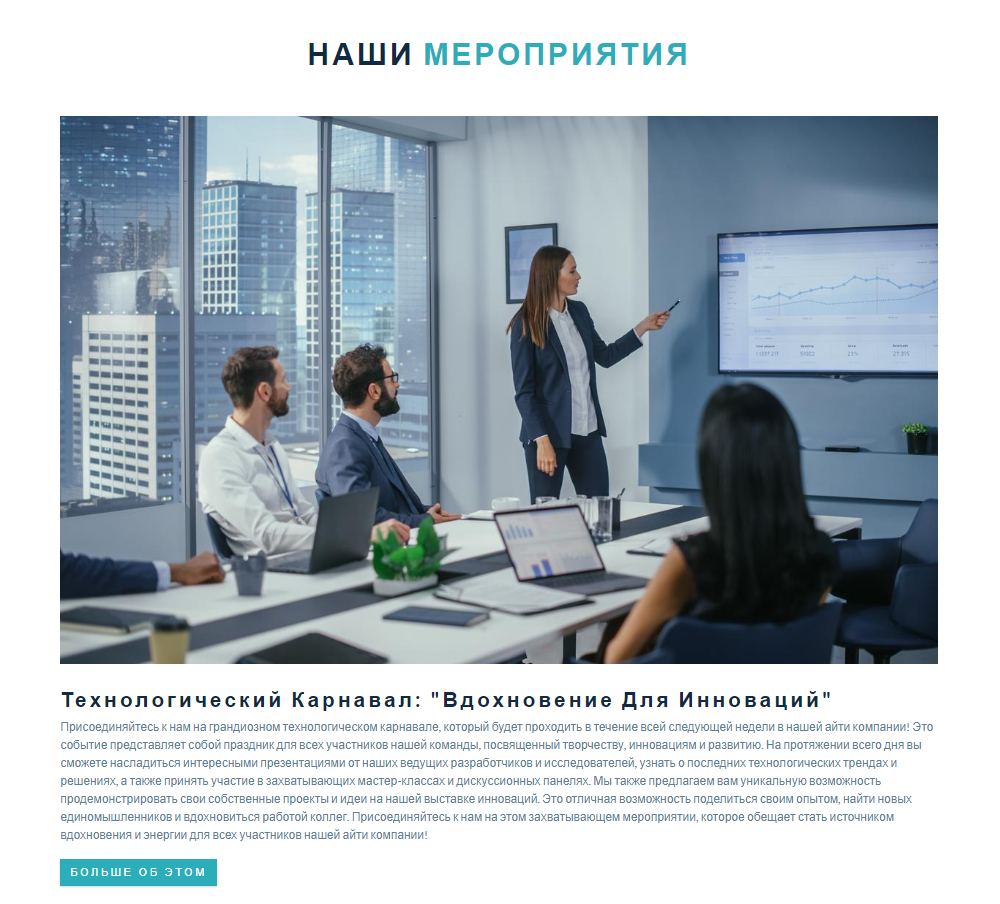 НАШИ МЕРОПРИЯТИЯ
Технологический Карнавал: "Вдохновение Для Инноваций"
Присоединяйтесь к нам на грандиозном технологическом карнавале, который будет проходить в течение всей следующей недели в нашей айти компании! Это
событие представляет собой праздник для всех участников нашей команды, посвященный творчеству, инновациям и развитию. На протяжении всего дня вы
сможете насладиться интересными презентациями от наших ведущих разработчиков и исследователей, узнать о последних технологических трендах и
решениях, а также принять участие в захватывающих мастер-классах и дискуссионных панелях. Мы также предлагаем вам уникальную возможность
продемонстрировать свои собственные проекты и идеи на нашей выставке инноваций. Это отличная возможность поделиться своим опытом, найти новых
единомышленников и вдохновиться работой коллег. Присоединяйтесь к нам на этом захватывающем мероприятии, которое обещает стать источником
вдохновения и энергии для всех участников нашей айти компании!
БОЛЬШЕ ОБ ЭТОМ